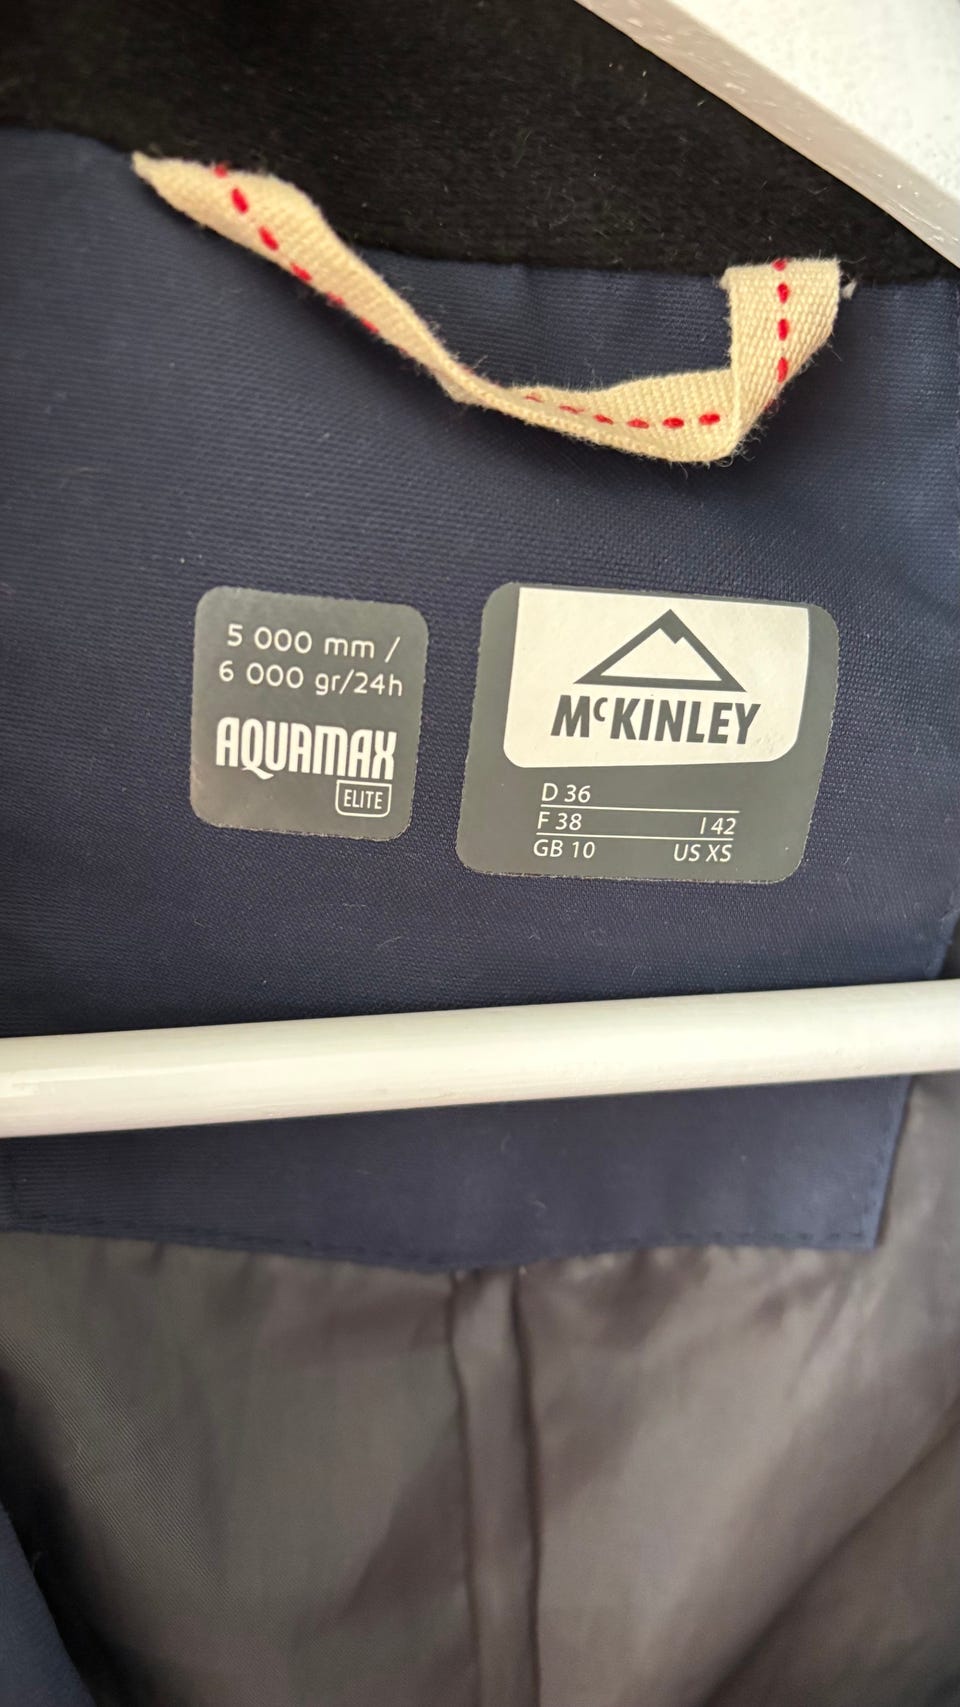 5 000 mm /
6 000 gr/24h
AQUAMAX
ELITE
McKINLEY
D 36
F 38 I 42
GB 10 US XS